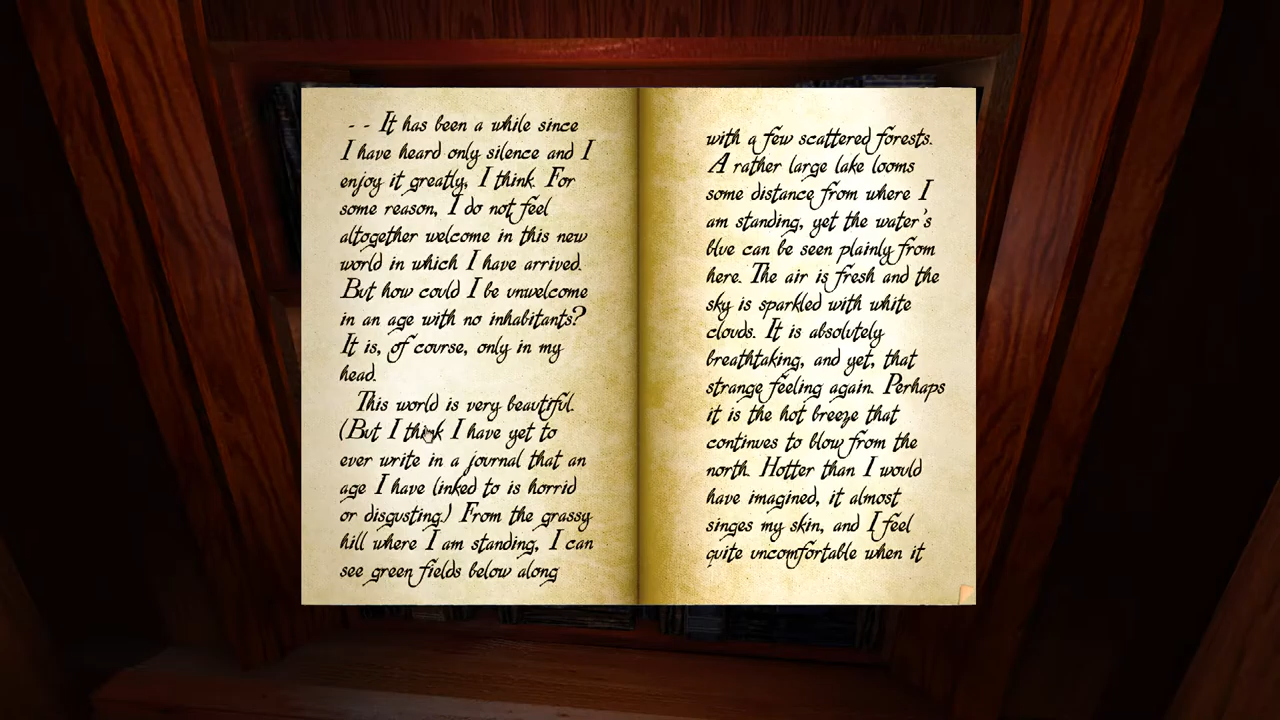 - - It has been a while since
I have heard only silence and I
enjoy it greatly, I think. For
some reason, I do not feel
altogether welcome in this new
world in which I have arrived.
But how could I be unwelcome
in an age with no inhabitants?
It is, of course, only in my
head.
This world is very beautiful.
(But I think I have yet to
ever write in a journal that an
age I have linked to is horrid
or disgusting.) From the grassy
hill where I am standing, I can
see green fields below along
with a few scattered forests.
A rather large lake looms
some distance from where I
am standing, yet the water's
blue can be seen plainly from
here. The air is fresh and the
sky is sparkled with white
clouds. It is absolutely
breathtaking, and yet, that
strange feeling again. Perhaps
it is the hot breeze that
continues to blow from the
north. Hotter than I would
have imagined, it almost
singes my skin, and I feel
quite uncomfortable when it